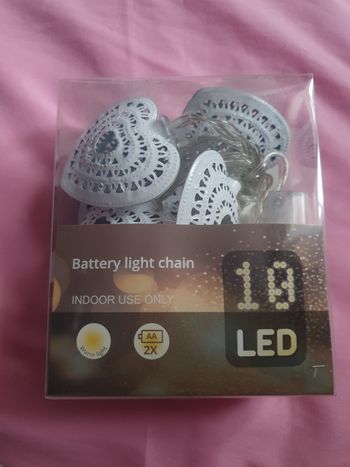 Battery light chain
INDOOR USE ONLY
10
LED
Warm light
AA
2X
T